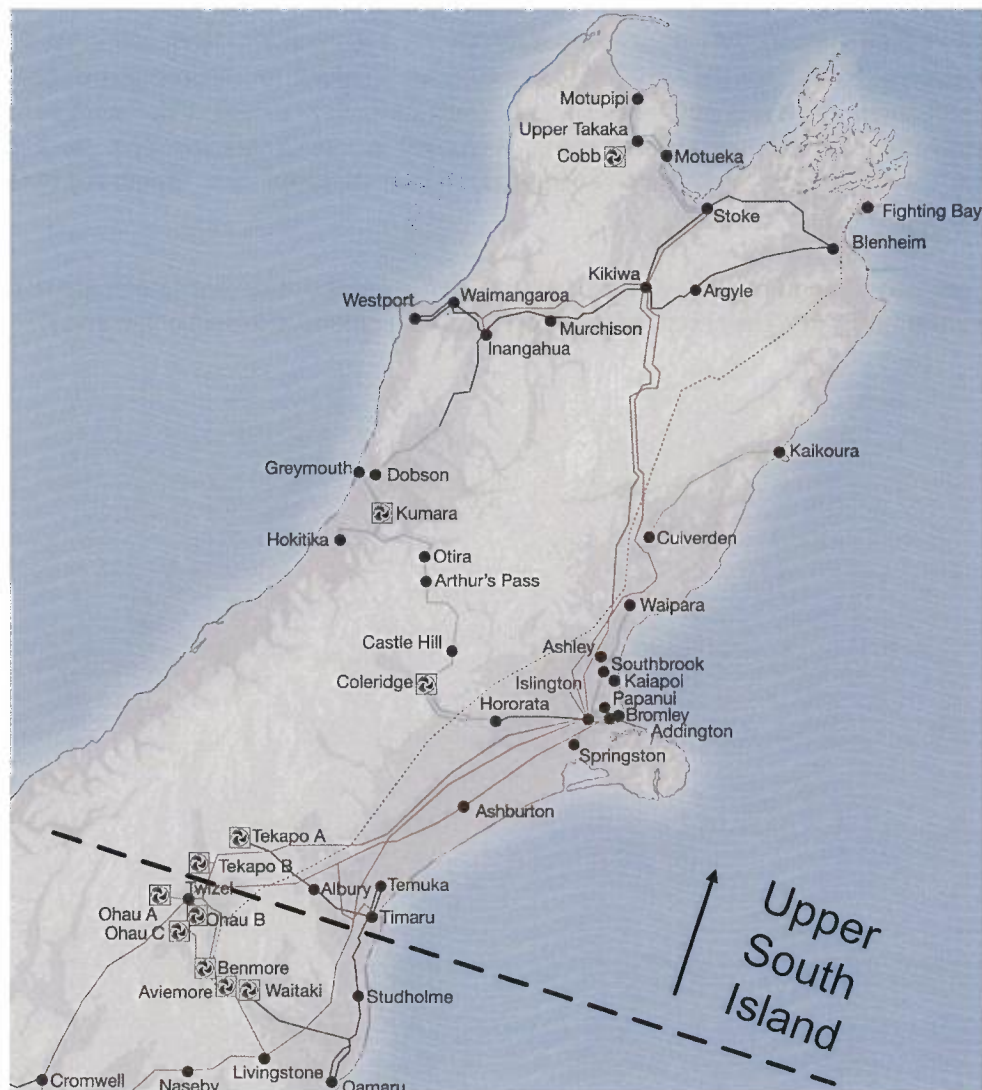 Motupipi
Upper Takaka
Cobb
Motueka
Stoke
Fighting Bay
Blenheim
Kikiwa
Argyle
Westport
Waimangaroa
Murchison
Inangahua
Kaikoura
Greymouth
Dobson
Kumara
Hokitika
Culverden
Otira
Arthur's Pass
Waipara
Castle Hill
Ashley
Southbrook
Coleridge
Islington
Kaiapoi
Papanui
Hororata
Bromley
Addington
Springston
Ashburton
Tekapo A
Tekapo B
Twizel
Albury
Temuka
Ohau A
Ohau B
Timaru
Ohau C
Benmore
Aviemore
Waitaki
Studholme
Upper
South
Island
Livingstone
Cromwell
Naseby
Oamaru